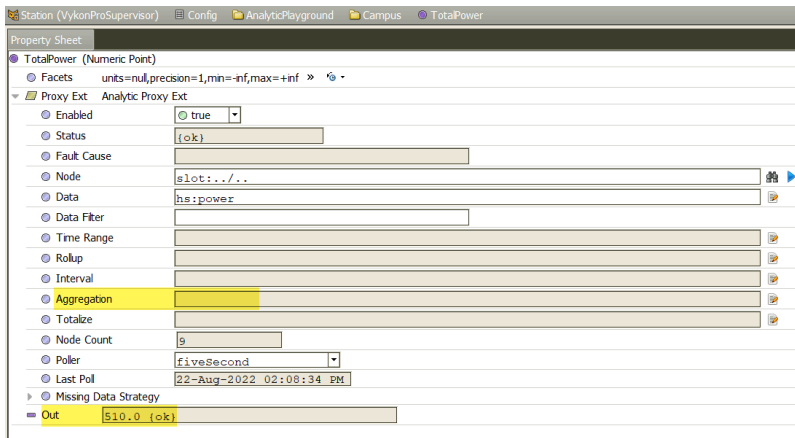 Station (VykonProSupervisor) Config AnalyticPlayground Campus TotalPower
Property Sheet
TotalPower (Numeric Point)
Facets units=null,precision=1,min=-inf,max=+inf »
Proxy Ext Analytic Proxy Ext
Enabled true
Status {ok}
Fault Cause
Node slot:../..
Data hs:power
Data Filter
Time Range
Rollup
Interval
Aggregation
Totalize
Node Count 9
Poller fiveSecond
Last Poll 22-Aug-2022 02:08:34 PM
Missing Data Strategy
Out 510.0 {ok}